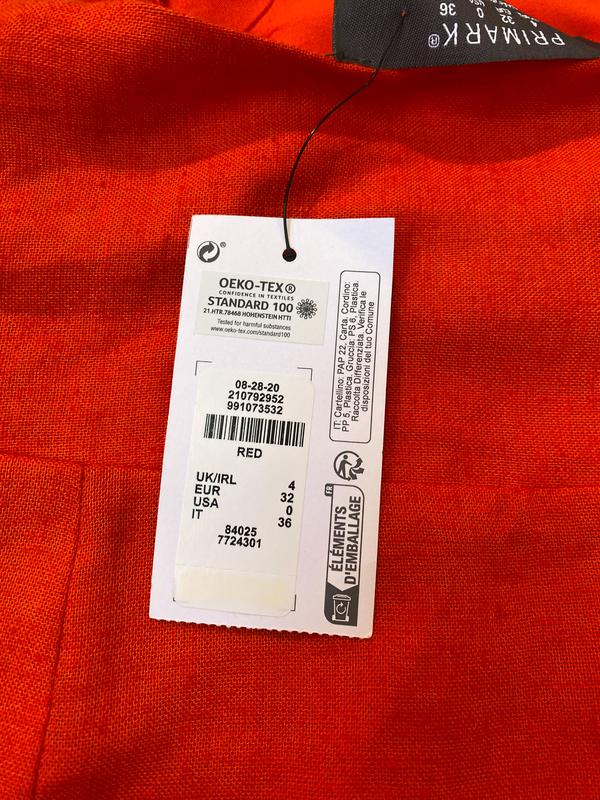 PRIMARK®
32
0
36
USA
OEKO-TEX®
CONFIDENCE IN TEXTILES
STANDARD 100
21.HTR.78468 HOHENSTEIN HTTI
Tested for harmful substances
www.oeko-tex.com/standard100
08-28-20
210792952
991073532
RED
UK/IRL 4
EUR 32
USA 0
IT 36
84025
7724301
IT: Cartellino: PAP 22, Carta. Cordino:
PP 5, Plastica. Gruccia: PS 6, Plastica.
Raccolta Differenziata. Verifica le
disposizioni del tuo Comune
FR
ÉLÉMENTS
D'EMBALLAGE